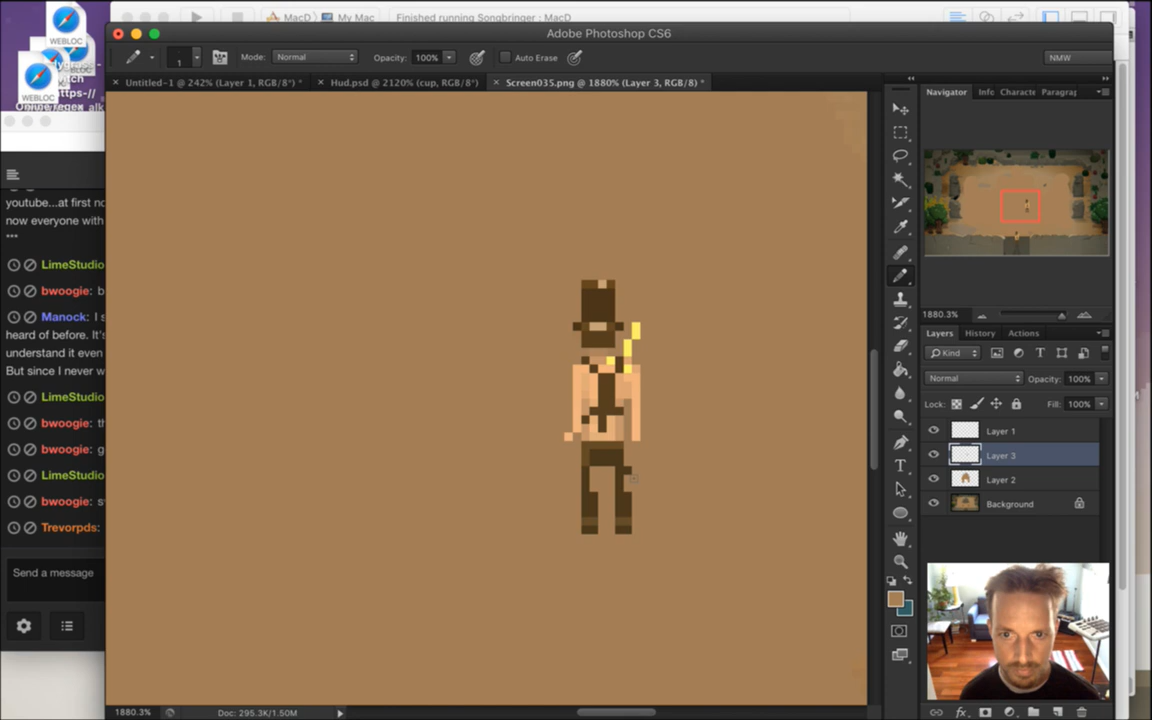 MacD
My Mac
Finished running Songbringer : MacD
WEBLOC
WEBLOC
Adobe Photoshop CS6
1
Mode:
Normal
Opacity:
100%
Auto Erase
NMW
Untitled-1 @ 242% (Layer 1, RGB/8*) *
Hud.psd @ 2120% (cup, RGB/8*)
Screen035.png @ 1880% (Layer 3, RGB/8) *
Navigator
Info
Characte
Paragrap
youtube...at first no
now everyone with
***
LimeStudio
bwoogie: b
Manock: I s
heard of before. It's
understand it even
But since I never w
LimeStudio
bwoogie: th
bwoogie: g
LimeStudio
bwoogie: sv
Trevorpds:
Send a message
1880.3%
Layers
History
Actions
Kind
Normal
Opacity:
100%
Lock:
Fill:
100%
Layer 1
Layer 3
Layer 2
Background
1880.3%
Doc: 295.3K/1.50M